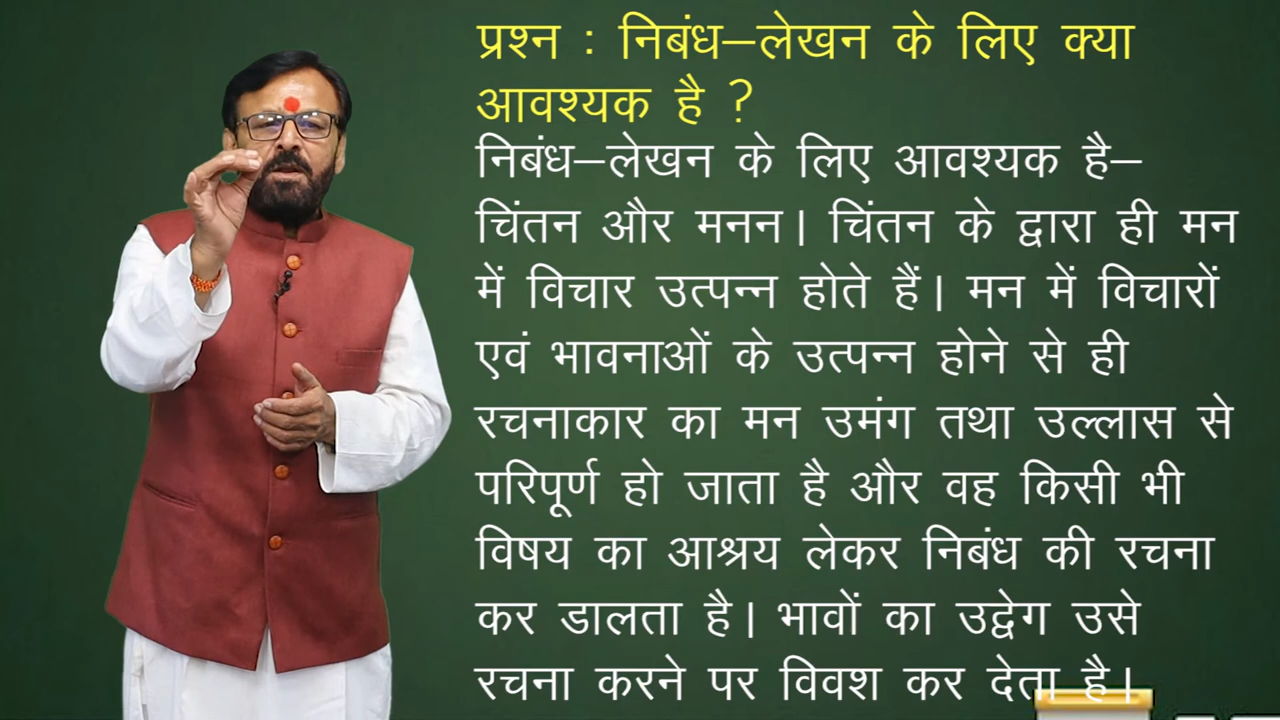 प्रश्न : निबंध–लेखन के लिए क्या
आवश्यक है ?
निबंध–लेखन के लिए आवश्यक है–
चिंतन और मनन। चिंतन के द्वारा ही मन
में विचार उत्पन्न होते हैं। मन में विचारों
एवं भावनाओं के उत्पन्न होने से ही
रचनाकार का मन उमंग तथा उल्लास से
परिपूर्ण हो जाता है और वह किसी भी
विषय का आश्रय लेकर निबंध की रचना
कर डालता है। भावों का उद्वेग उसे
रचना करने पर विवश कर देता है।